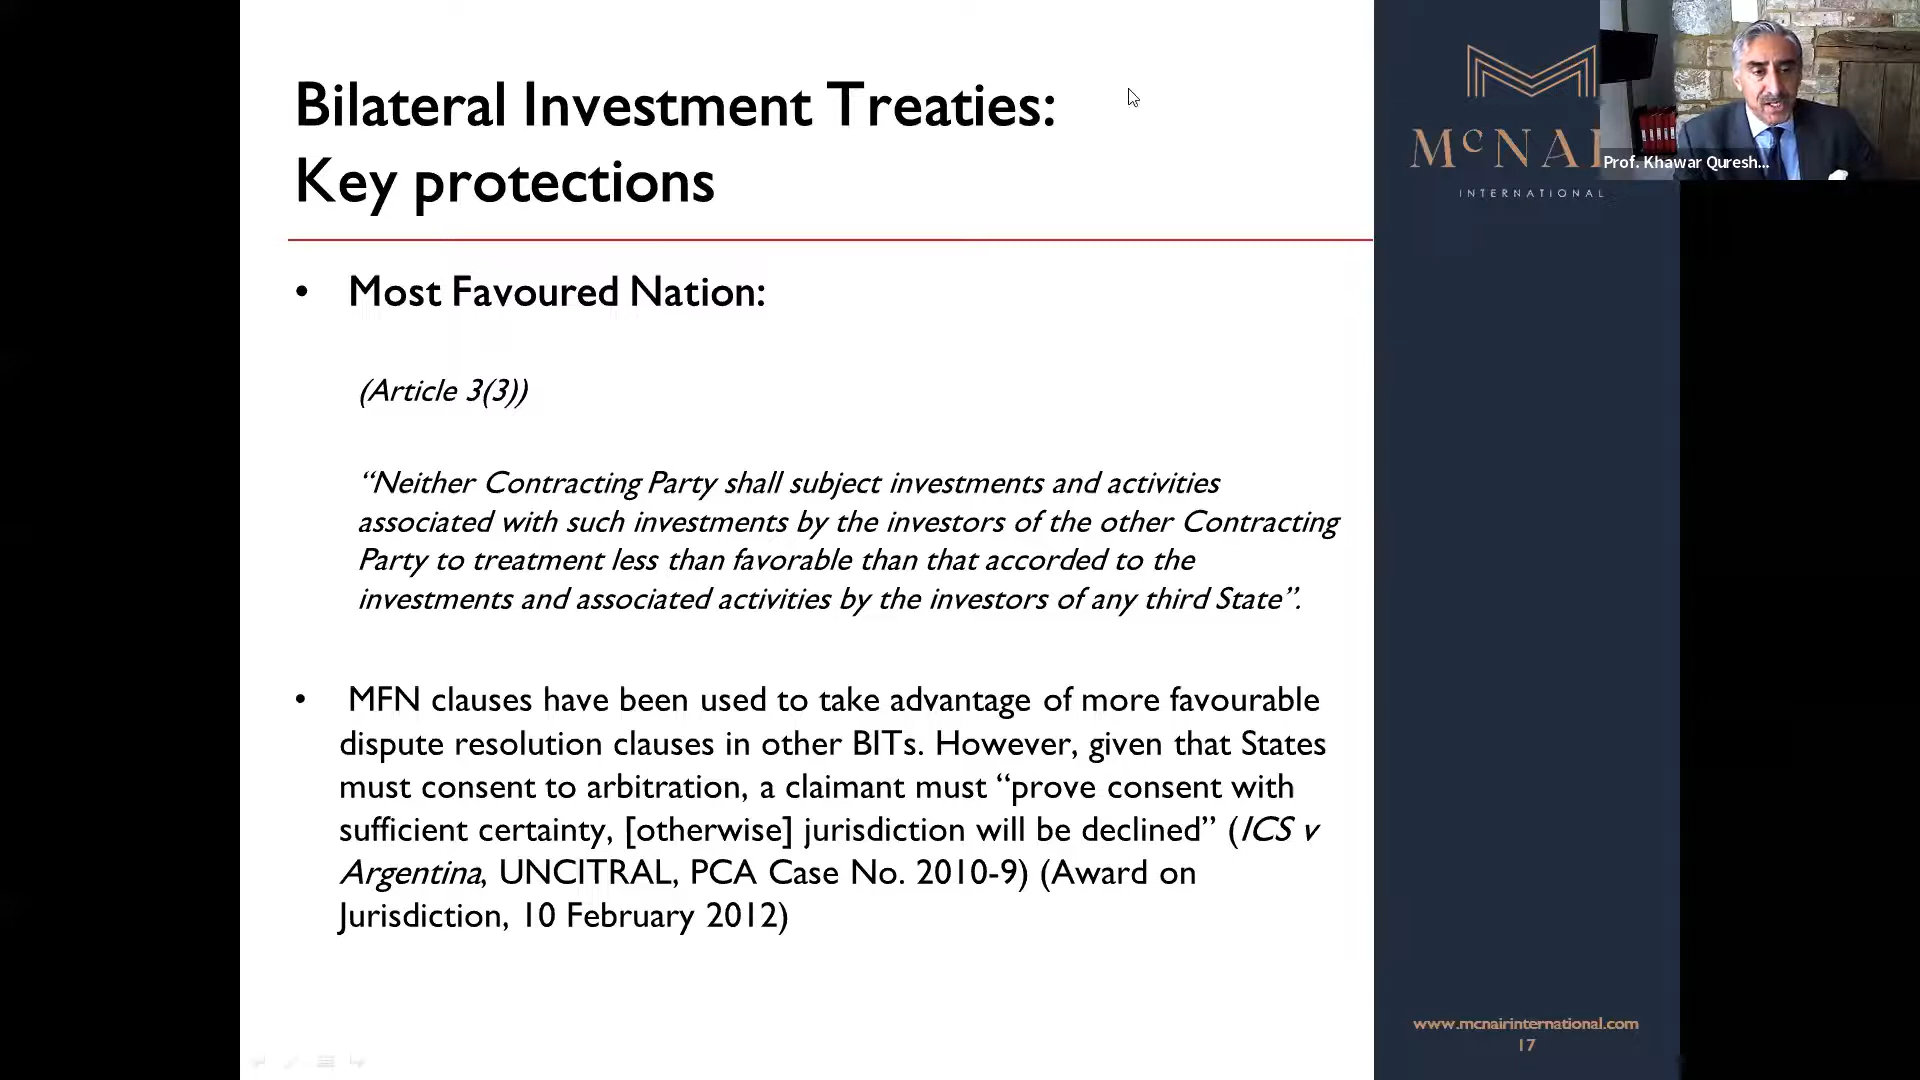 Bilateral Investment Treaties:
Key protections
• Most Favoured Nation:
(Article 3(3))
“Neither Contracting Party shall subject investments and activities
associated with such investments by the investors of the other Contracting
Party to treatment less than favorable than that accorded to the
investments and associated activities by the investors of any third State”.
• MFN clauses have been used to take advantage of more favourable
dispute resolution clauses in other BITs. However, given that States
must consent to arbitration, a claimant must “prove consent with
sufficient certainty, [otherwise] jurisdiction will be declined” (ICS v
Argentina, UNCITRAL, PCA Case No. 2010-9) (Award on
Jurisdiction, 10 February 2012)
McNAI
INTERNATIONAL
Prof. Khawar Quresh...
www.mcnairinternational.com
17